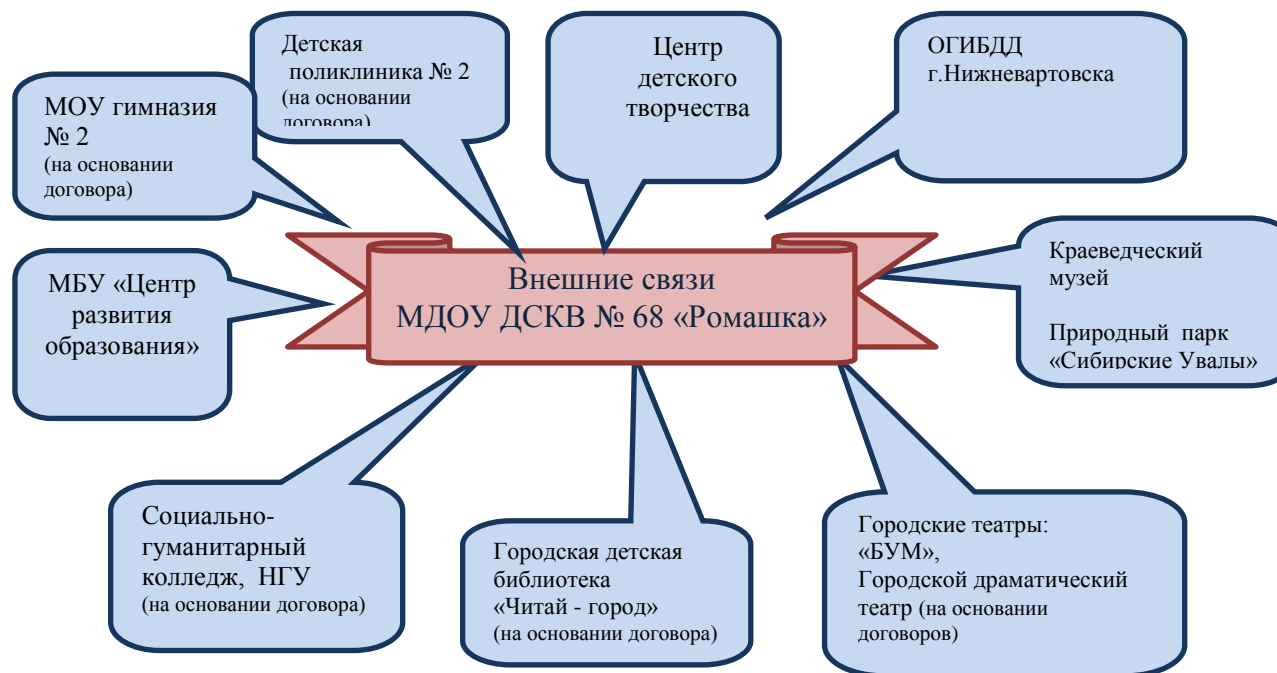 Детская
поликлиника № 2
(на основании
договора)
Центр
детского
творчества
ОГИБДД
г.Нижневартовска
МОУ гимназия
№ 2
(на основании
договора)
Внешние связи
МДОУ ДСКВ № 68 «Ромашка»
Краеведческий
музей
Природный парк
«Сибирские Увалы»
МБУ «Центр
развития
образования»
Социально-
гуманитарный
колледж, НГУ
(на основании договора)
Городская детская
библиотека
«Читай - город»
(на основании договора)
Городские театры:
«БУМ»,
Городской драматический
театр (на основании
договоров)